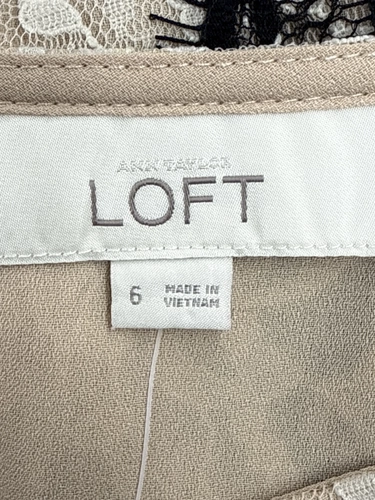 ANN TAYLOR
LOFT
6
MADE IN
VIETNAM